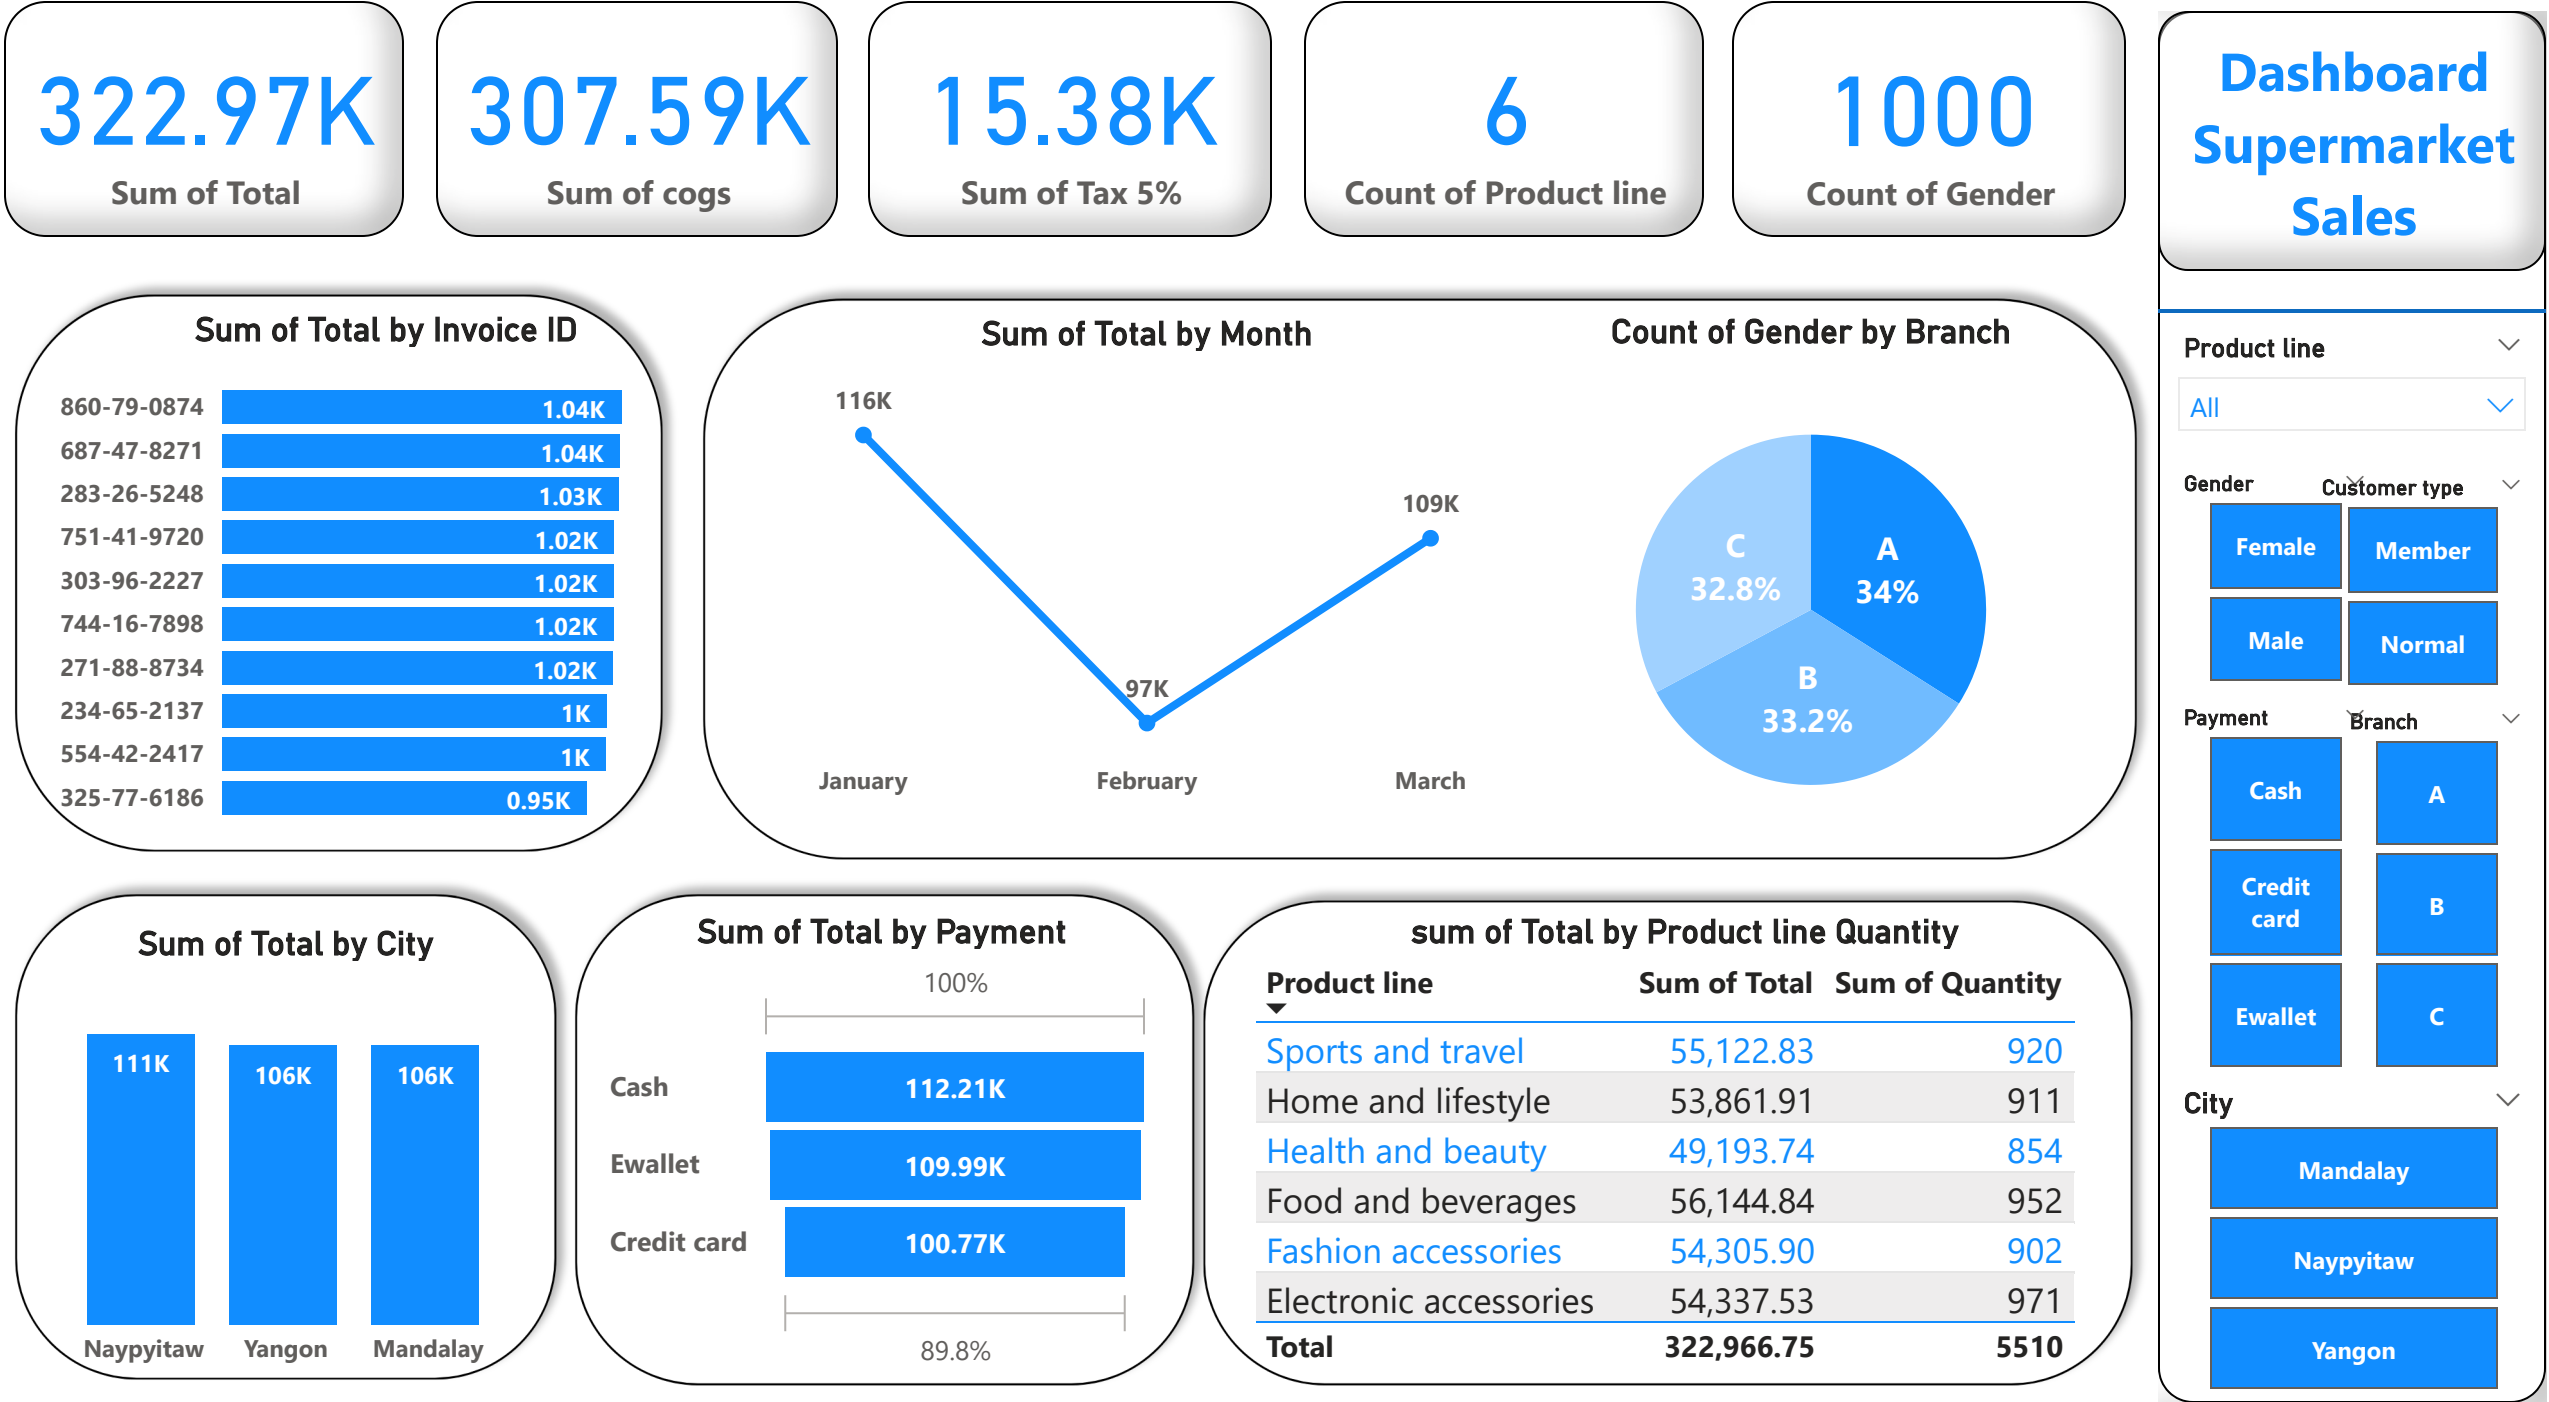 322.97K
Sum of Total
307.59K
Sum of cogs
15.38K
Sum of Tax 5%
6
Count of Product line
1000
Count of Gender
Dashboard
Supermarket
Sales
Sum of Total by Invoice ID
860-79-0874 1.04K
687-47-8271 1.04K
283-26-5248 1.03K
751-41-9720 1.02K
303-96-2227 1.02K
744-16-7898 1.02K
271-88-8734 1.02K
234-65-2137 1K
554-42-2417 1K
325-77-6186 0.95K
Sum of Total by Month
116K
97K
109K
January February March
Count of Gender by Branch
A
34%
B
33.2%
C
32.8%
Sum of Total by City
111K 106K 106K
Naypyitaw Yangon Mandalay
Sum of Total by Payment
100%
Cash 112.21K
Ewallet 109.99K
Credit card 100.77K
89.8%
sum of Total by Product line Quantity
Product line Sum of Total Sum of Quantity
Sports and travel 55,122.83 920
Home and lifestyle 53,861.91 911
Health and beauty 49,193.74 854
Food and beverages 56,144.84 952
Fashion accessories 54,305.90 902
Electronic accessories 54,337.53 971
Total 322,966.75 5510
Product line
All
Gender
Female
Male
Customer type
Member
Normal
Payment
Cash
Credit
card
Ewallet
Branch
A
B
C
City
Mandalay
Naypyitaw
Yangon